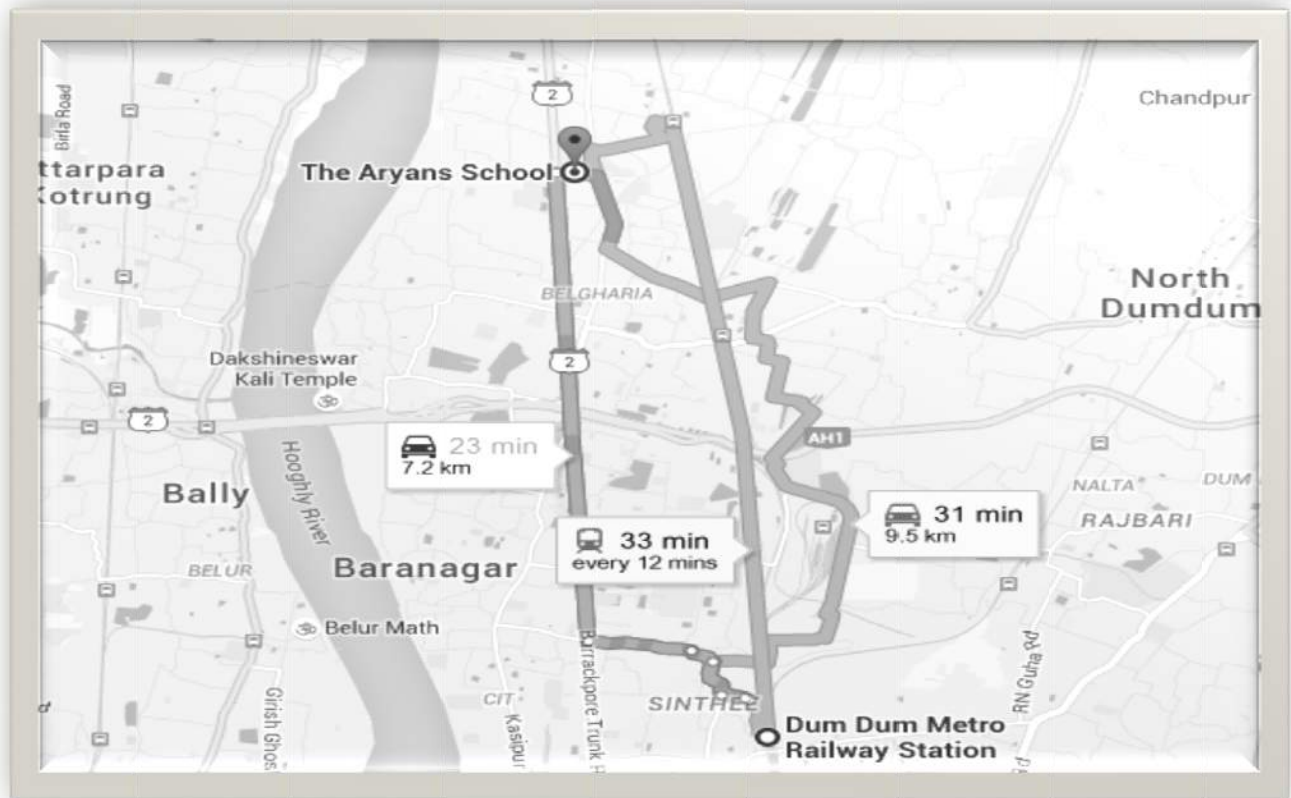 2
Chandpur
Birla Road
ttarpara
Kotrung
The Aryans School
North
Dumdum
BELGHARIA
2
Dakshineswar
Kali Temple
2
23 min
7.2 km
AH1
Hooghly River
Bally
NALTA
DUM
31 min
9.5 km
RAJBARI
33 min
every 12 mins
BELUR
Baranagar
Belur Math
Barrackpore Trunk
RN Guha Rd
CIT
SINTHEE
Kasipur
Girish Ghos
Dum Dum Metro
Railway Station